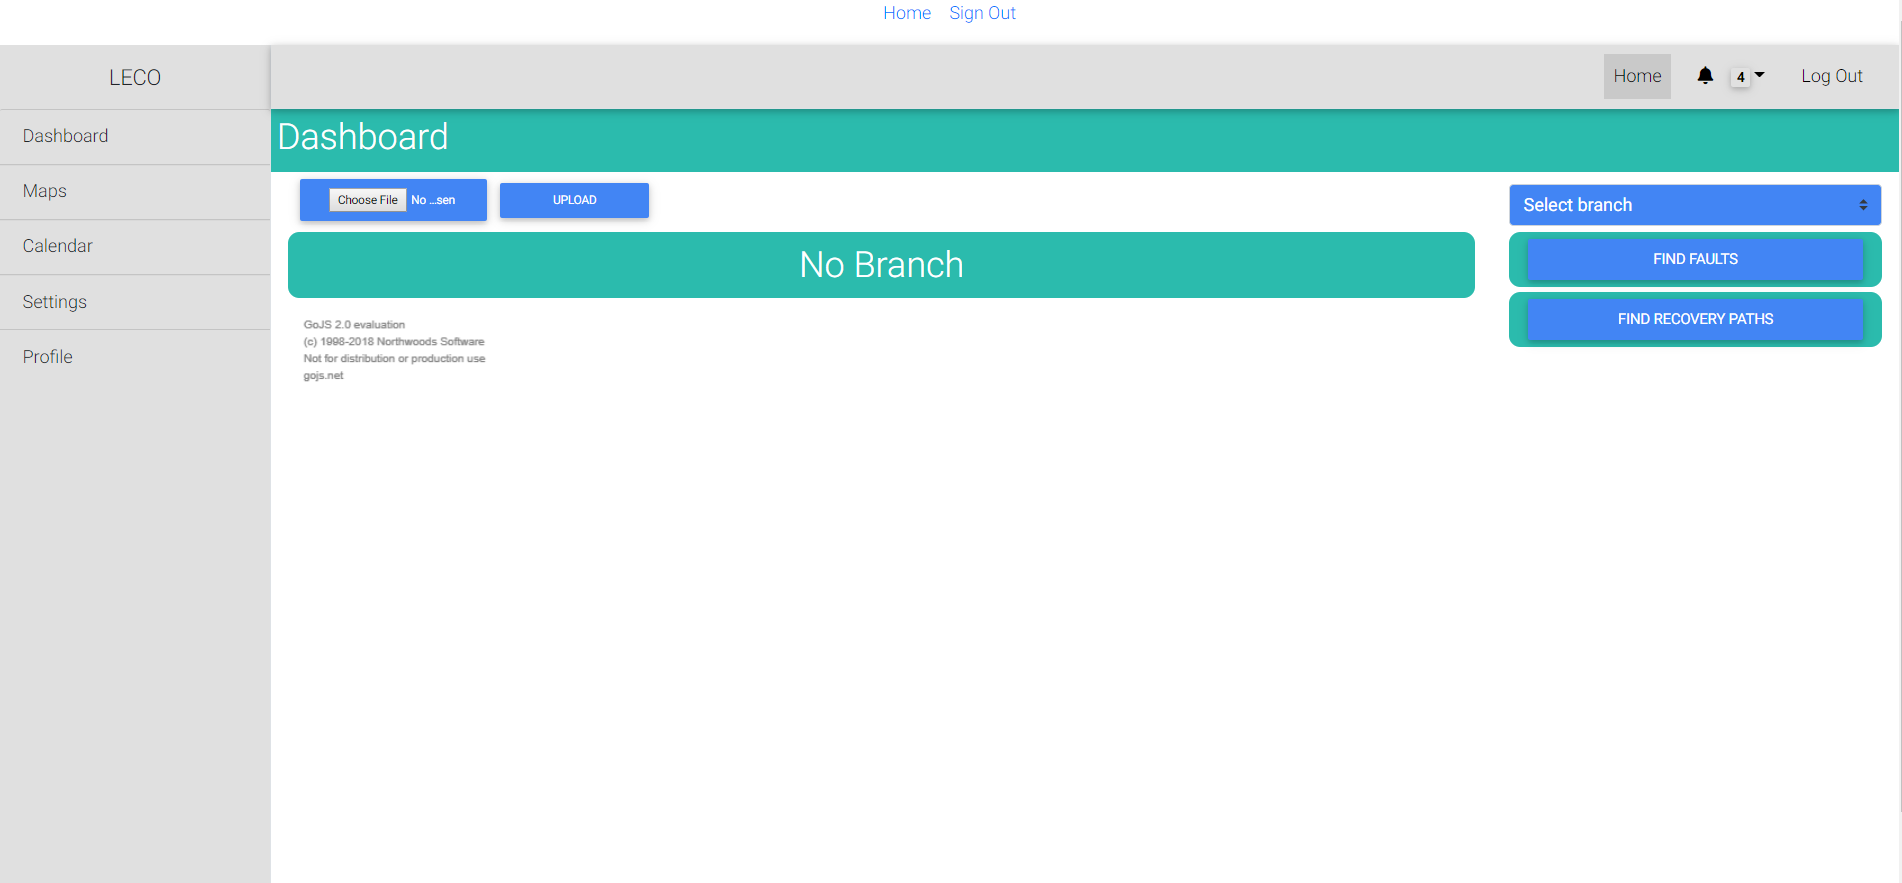 Home Sign Out
LECO
Home 4 Log Out
Dashboard
Maps
Calendar
Settings
Profile
Dashboard
Choose File No ...sen UPLOAD
Select branch
No Branch
FIND FAULTS
FIND RECOVERY PATHS
GoJS 2.0 evaluation
(c) 1998-2018 Northwoods Software
Not for distribution or production use
gojs.net